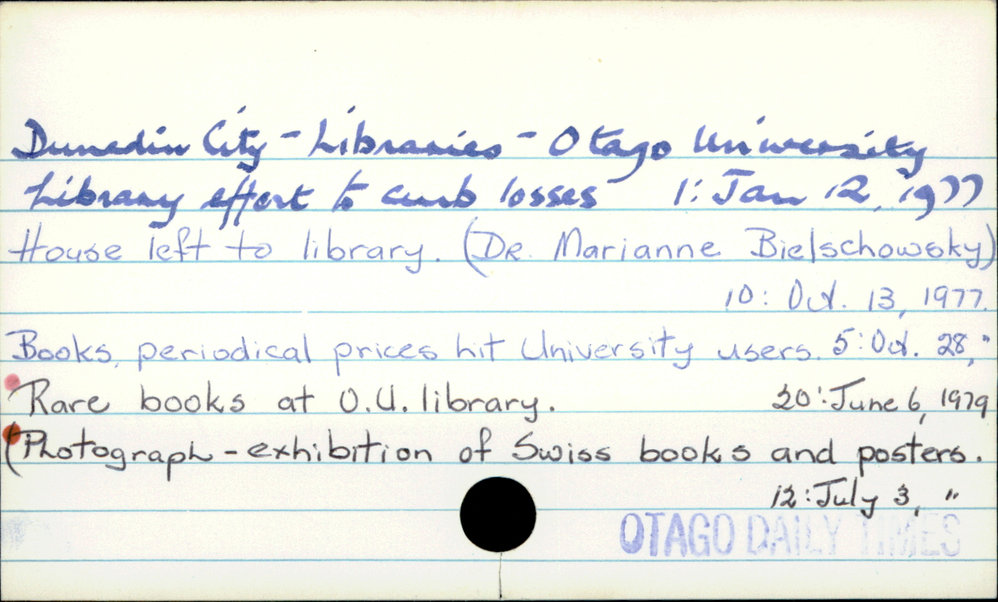 Dunedin City - Libraries - Otago University
Library effort to curb losses 1: Jan 12, 1977
House left to library. (Dr. Marianne Bielschowsky)
10: Oct. 13, 1977.
Books, periodical prices hit University users. 5: Oct. 28, "
Rare books at O.U. library. 20: June 6, 1979
(Photograph - exhibition of Swiss books and posters.
12: July 3, "
OTAGO DAILY TIMES